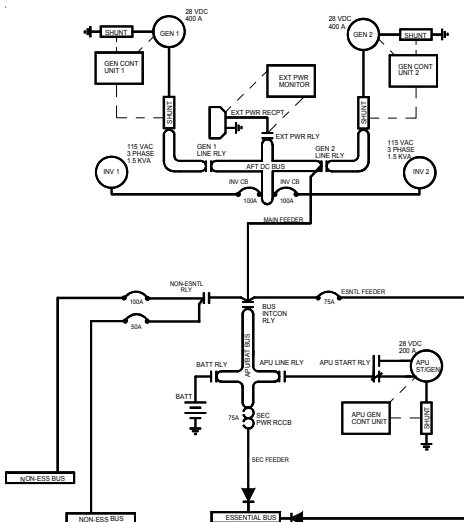 28 VDC
400 A
SHUNT
GEN 1
GEN CONT
UNIT 1
SHUNT
28 VDC
400 A
GEN 2
SHUNT
GEN CONT
UNIT 2
SHUNT
EXT PWR
MONITOR
EXT PWR RECPT
EXT PWR RLY
GEN 1
LINE RLY
AFT DC BUS
GEN 2
LINE RLY
115 VAC
3 PHASE
1.5 KVA
INV 1
115 VAC
3 PHASE
1.5 KVA
INV 2
INV CB
100A
INV CB
100A
MAIN FEEDER
NON-ESNTL
RLY
100A
50A
BUS
INTCON
RLY
75A
ESNTL FEEDER
APU/BAT BUS
BATT RLY
APU LINE RLY
APU START RLY
28 VDC
200 A
APU
ST/GEN
BATT
75A
SEC
PWR RCCB
APU GEN
CONT UNIT
SHUNT
SEC FEEDER
NON-ESS BUS
NON-ESS BUS
ESSENTIAL BUS